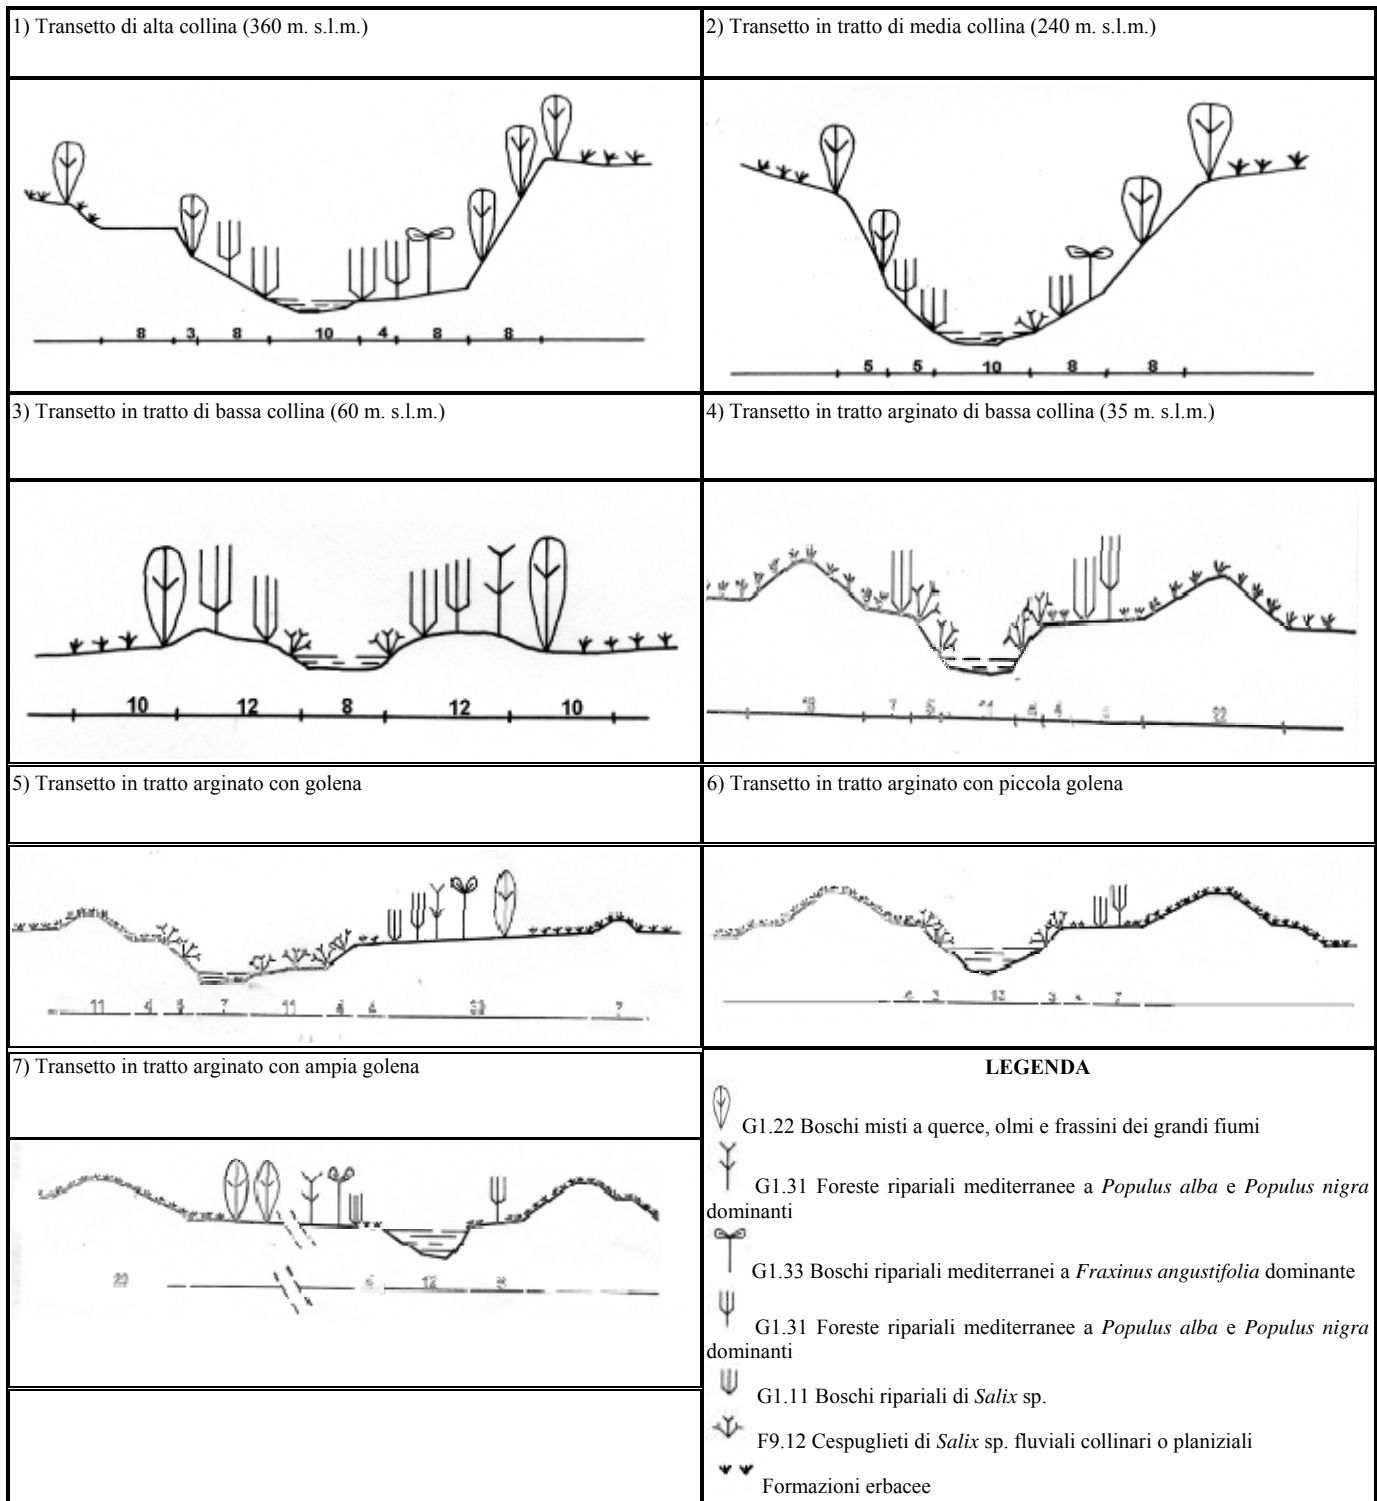 1) Transetto di alta collina (360 m. s.l.m.)
2) Transetto in tratto di media collina (240 m. s.l.m.)
8 3 8 10 4 8 8
5 5 10 8 8
3) Transetto in tratto di bassa collina (60 m. s.l.m.)
4) Transetto in tratto arginato di bassa collina (35 m. s.l.m.)
10 12 8 12 10
7 22
5) Transetto in tratto arginato con golena
6) Transetto in tratto arginato con piccola golena
11 4 7 11 7
3 7
7) Transetto in tratto arginato con ampia golena
LEGENDA
G1.22 Boschi misti a querce, olmi e frassini dei grandi fiumi
G1.31 Foreste ripariali mediterranee a Populus alba e Populus nigra
dominanti
G1.33 Boschi ripariali mediterranei a Fraxinus angustifolia dominante
G1.31 Foreste ripariali mediterranee a Populus alba e Populus nigra
dominanti
G1.11 Boschi ripariali di Salix sp.
F9.12 Cespuglieti di Salix sp. fluviali collinari o planiziali
Formazioni erbacee